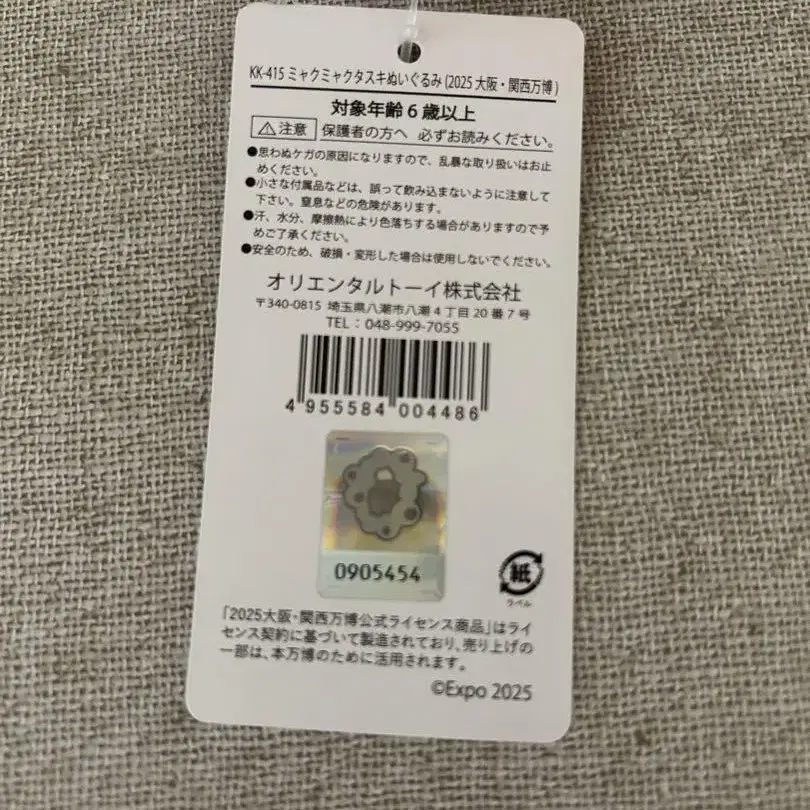 KK-415 ミャクミャクタスキぬいぐるみ(2025 大阪・関西万博)
対象年齢6歳以上
⚠注意 保護者の方へ 必ずお読みください。
●思わぬケガの原因になりますので、乱暴な取り扱いはお止
めください。
●小さな付属品などは、誤って飲み込まないように注意して
下さい。窒息などの危険があります。
●汗、水分、摩擦熱により色落ちする場合がありますので予
めご了承ください。
●安全のため、破損・変形した場合は使用しないでください。
オリエンタルトーイ株式会社
〒340-0815 埼玉県八潮市八潮4丁目20番7号
TEL：048-999-7055
4 955584 004486
0905454
紙
ラベル
「2025大阪・関西万博公式ライセンス商品」はライ
センス契約に基づいて製造されており、売り上げの
一部は、本万博のために活用されます。
©Expo 2025